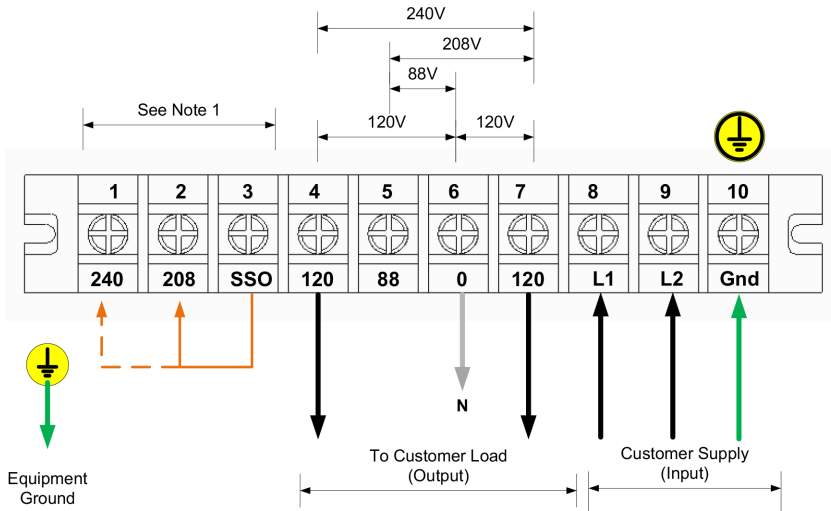 240V
208V
88V
See Note 1
120V
120V
1 2 3 4 5 6 7 8 9 10
240 208 SSO 120 88 0 120 L1 L2 Gnd
N
To Customer Load
(Output)
Customer Supply
(Input)
Equipment
Ground